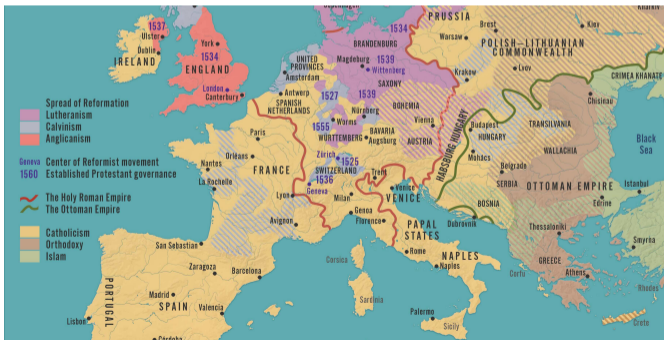 1537
Ulster
Dublin
IRELAND
York
1534
ENGLAND
London
Canterbury
1534
PRUSSIA
Brest
Kiev
Warsaw
POLISH–LITHUANIAN
COMMONWEALTH
BRANDENBURG
Magdeburg
1539
Wittenberg
SAXONY
Krakow
Lvov
CRIMEA KHANATE
Chisinau
UNITED
PROVINCES
Amsterdam
Antwerp
SPANISH
NETHERLANDS
1527
1539
Nürnberg
BOHEMIA
Worms
1555
WÜRTTEMBERG
BAVARIA
Augsburg
Vienna
AUSTRIA
HABSBURG HUNGARY
Budapest
HUNGARY
Mohács
TRANSILVANIA
WALLACHIA
Black
Sea
Belgrade
SERBIA
OTTOMAN EMPIRE
Istanbul
Edirne
BOSNIA
Dubrovnik
Thessaloniki
GREECE
Athens
Corfu
Smyrna
Rhodes
Crete
Paris
Orléans
Nantes
FRANCE
La Rochelle
Lyon
Avignon
Zürich
1525
SWITZERLAND
1536
Geneva
Trent
Milan
Venice
VENICE
Genoa
Florence
PAPAL
STATES
Rome
NAPLES
Naples
Corsica
Sardinia
Palermo
Sicily
San Sebastian
Zaragoza
Barcelona
PORTUGAL
Madrid
SPAIN
Valencia
Lisbon
Córdoba
Spread of Reformation
Lutheranism
Calvinism
Anglicanism
Geneva Center of Reformist movement
1560 Established Protestant governance
The Holy Roman Empire
The Ottoman Empire
Catholicism
Orthodoxy
Islam